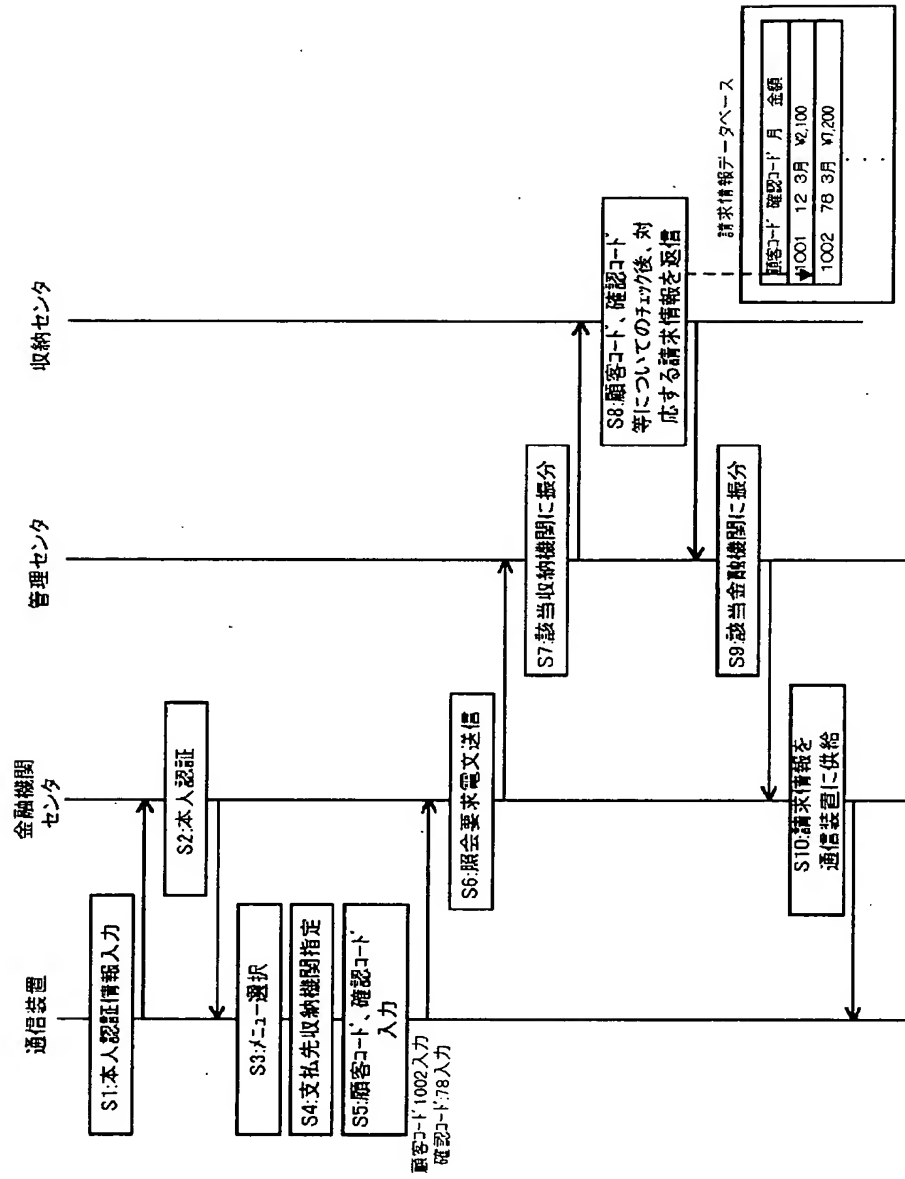 通信装置
金融機関
センタ
管理センタ
収納センタ
S1:本人認証情報入力
S2:本人認証
S3:メニュー選択
S4:支払先収納機関指定
S5:顧客コード、確認コード
入力
顧客コード:1002入力
確認コード:78入力
S6:照会要求電文送信
S7:該当収納機関に振分
S8:顧客コード、確認コード
等についてのチェック後、対
応する請求情報を返信
請求情報データベース
顧客コード 確認コード 月 金額
1001 12 3月 ¥2,100
1002 78 3月 ¥7,200
S9:該当金融機関に振分
S10:請求情報を
通信装置に供給